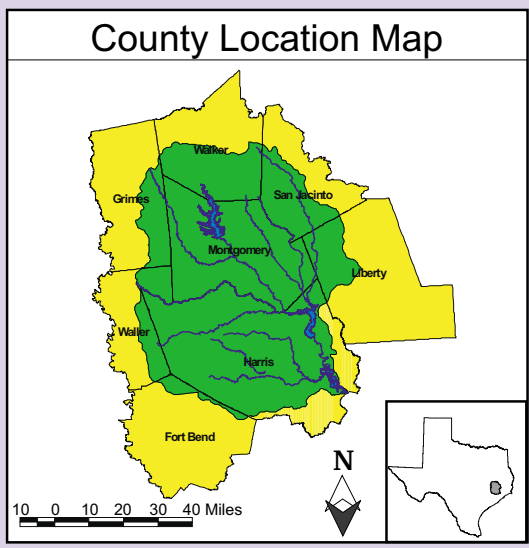 County Location Map
Walker
Grimes
San Jacinto
Montgomery
Liberty
Waller
Harris
Fort Bend
N
10 0 10 20 30 40 Miles